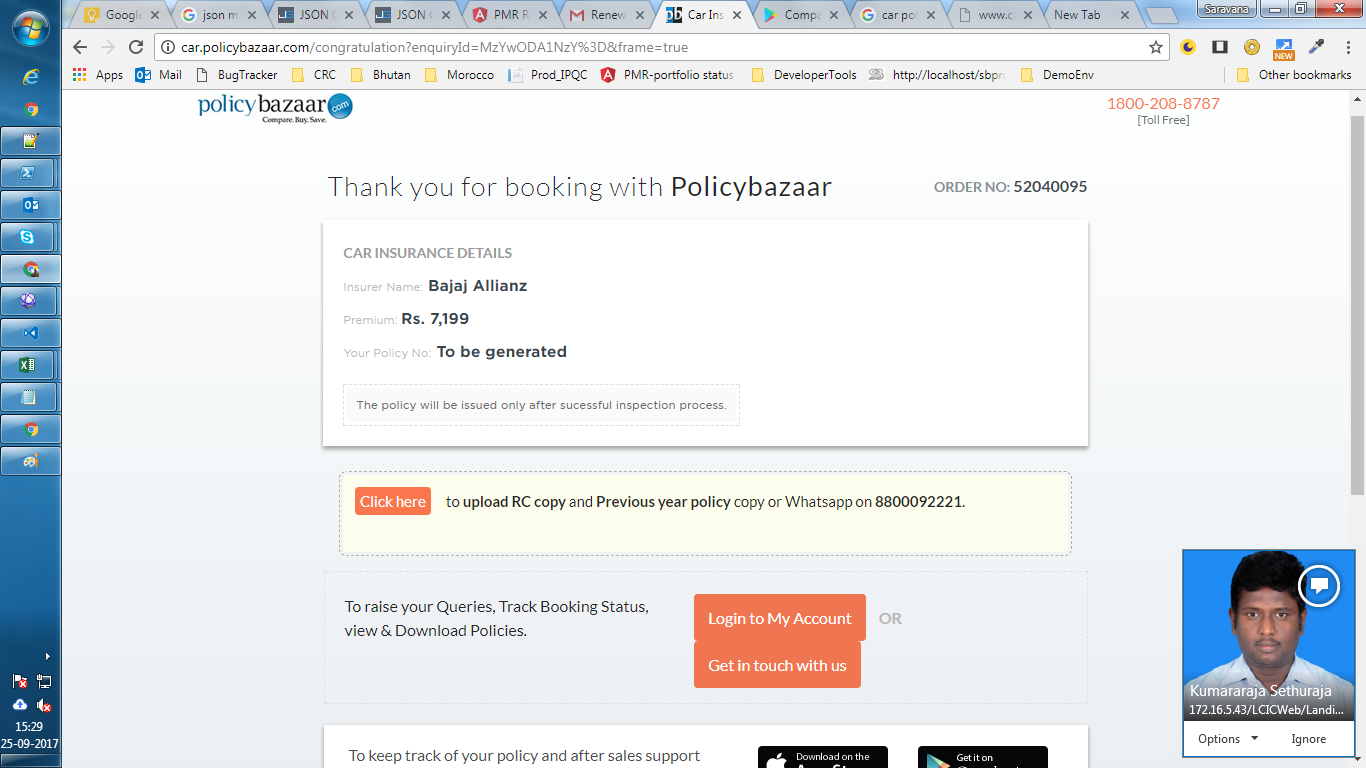 Google
json m
JSON
JSON
PMR R
Renew
Car Ins
Compa
car po
www.c
New Tab
Saravana
car.policybazaar.com/congratulation?enquiryId=MzYwODA1NzY%3D&frame=true
Apps
Mail
BugTracker
CRC
Bhutan
Morocco
Prod_IPQC
PMR-portfolio status
DeveloperTools
http://localhost/sbpro
DemoEnv
Other bookmarks
NEW
policybazaar.com
Compare. Buy. Save.
1800-208-8787
[Toll Free]
Thank you for booking with Policybazaar
ORDER NO: 52040095
CAR INSURANCE DETAILS
Insurer Name: Bajaj Allianz
Premium: Rs. 7,199
Your Policy No: To be generated
The policy will be issued only after sucessful inspection process.
Click here to upload RC copy and Previous year policy copy or Whatsapp on 8800092221.
To raise your Queries, Track Booking Status,
view & Download Policies.
Login to My Account
OR
Get in touch with us
To keep track of your policy and after sales support
Download on the
Get it on
Kumararaja Sethuraja
172.16.5.43/LCICWeb/Landi...
Options
Ignore
15:29
25-09-2017